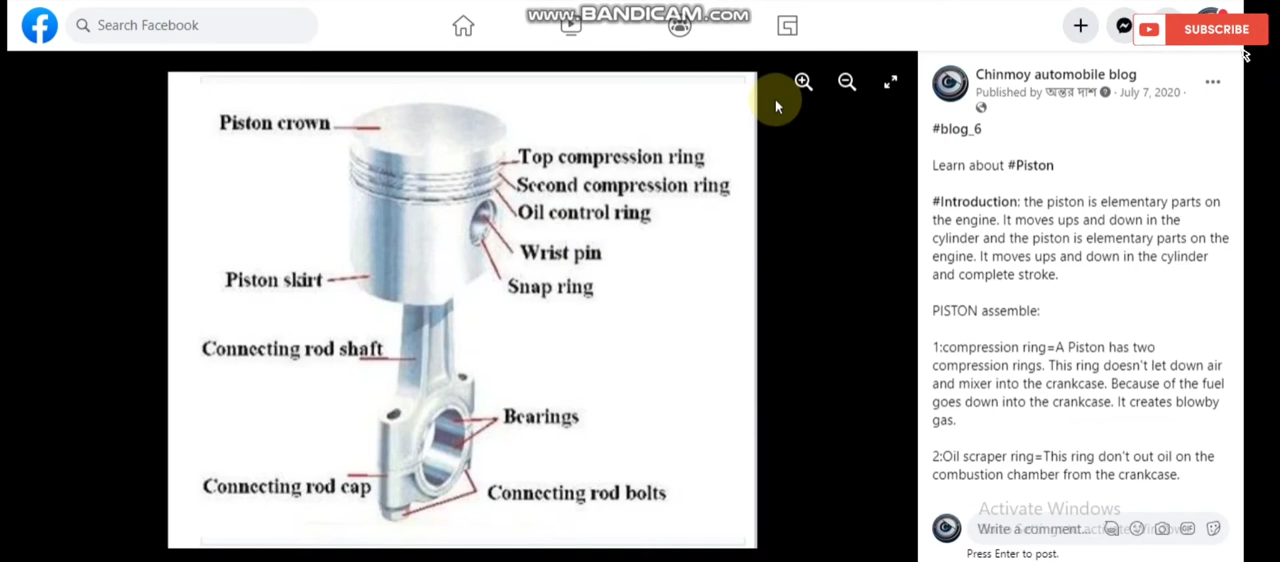 www.BANDICAM.com
Search Facebook
SUBSCRIBE
Piston crown
Top compression ring
Second compression ring
Oil control ring
Wrist pin
Piston skirt
Snap ring
Connecting rod shaft
Bearings
Connecting rod cap
Connecting rod bolts
Chinmoy automobile blog
Published by অন্তর দাশ · July 7, 2020 ·
#blog_6
Learn about #Piston
#Introduction: the piston is elementary parts on
the engine. It moves ups and down in the
cylinder and the piston is elementary parts on the
engine. It moves ups and down in the cylinder
and complete stroke.
PISTON assemble:
1:compression ring=A Piston has two
compression rings. This ring doesn't let down air
and mixer into the crankcase. Because of the fuel
goes down into the crankcase. It creates blowby
gas.
2:Oil scraper ring=This ring don't out oil on the
combustion chamber from the crankcase.
Activate Windows
Write a comment...
GIF
Press Enter to post.